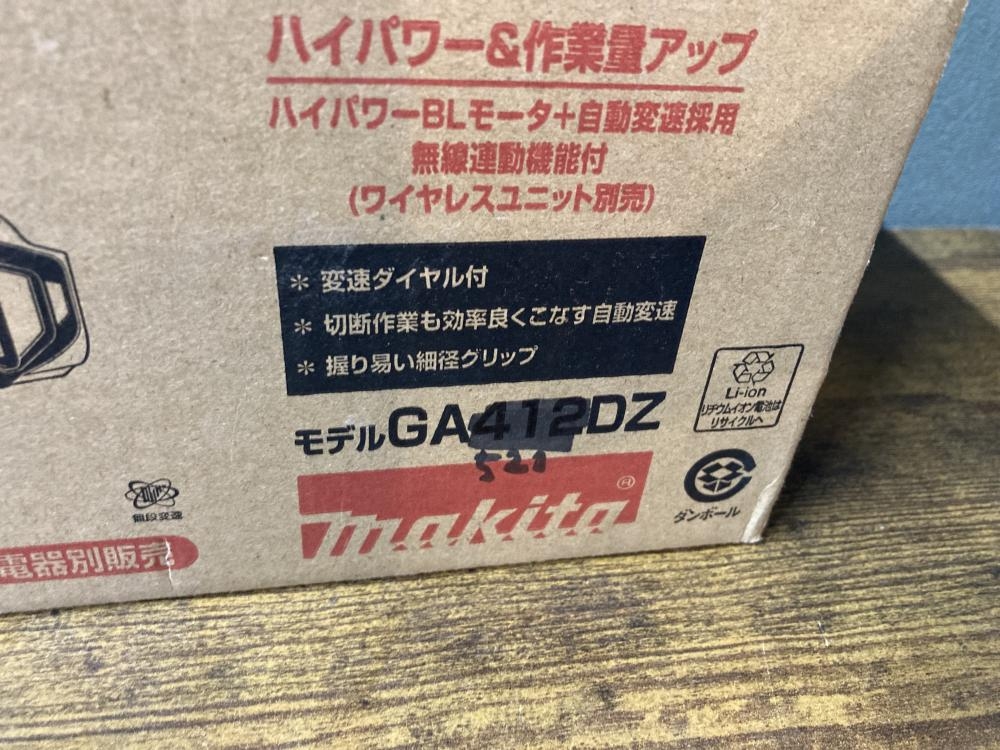 ハイパワー&作業量アップ
ハイパワーBLモータ+自動変速採用
無線連動機能付
(ワイヤレスユニット別売)
* 変速ダイヤル付
* 切断作業も効率良くこなす自動変速
* 握り易い細径グリップ
モデルGA412DZ
521
makita®
Li-ion
リチウムイオン電池は
リサイクルへ
ダンボール
無段変速
電器別販売